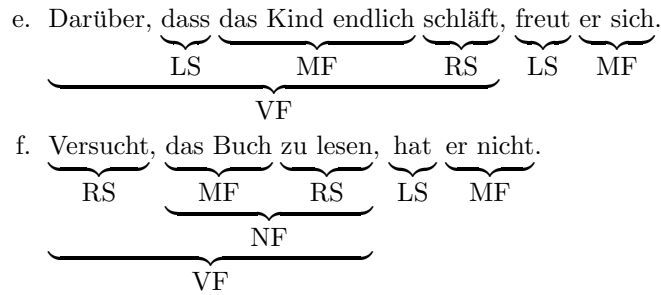 e. Darüber, dass das Kind endlich schläft, freut er sich.
LS MF RS LS MF
VF
f. Versucht, das Buch zu lesen, hat er nicht.
RS MF RS LS MF
NF
VF